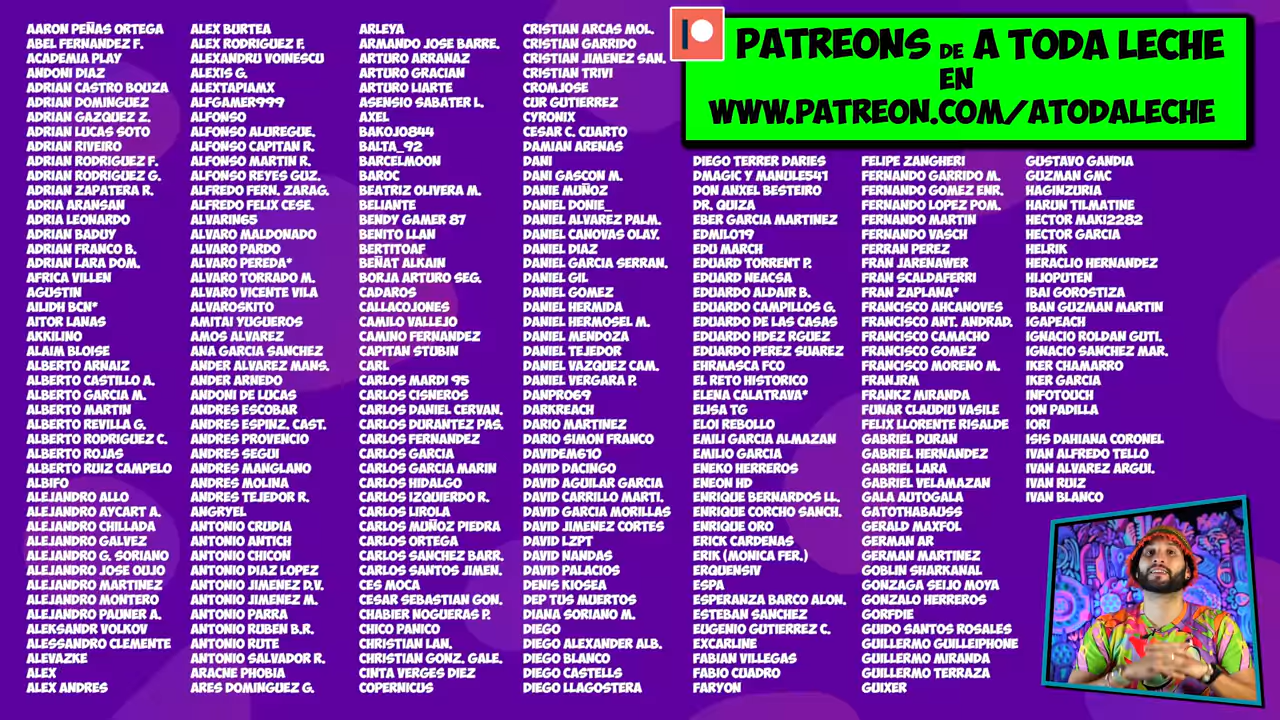 PATREONS DE A TODA LECHE
EN
WWW.PATREON.COM/ATODALECHE
AARON PEÑAS ORTEGA
ABEL FERNANDEZ F.
ACADEMIA PLAY
ANDONI DIAZ
ADRIAN CASTRO BOUZA
ADRIAN DOMINGUEZ
ADRIAN GAZQUEZ Z.
ADRIAN LUCAS SOTO
ADRIAN RIVEIRO
ADRIAN RODRIGUEZ F.
ADRIAN RODRIGUEZ G.
ADRIAN ZAPATERA R.
ADRIA ARANSAN
ADRIA LEONARDO
ADRIAN BADUY
ADRIAN FRANCO B.
ADRIAN LARA DOM.
AFRICA VILLEN
AGUSTIN
AILIDH BCN*
AITOR LANAS
AKKILINO
ALAIM BLOISE
ALBERTO ARNAIZ
ALBERTO CASTILLO A.
ALBERTO GARCIA M.
ALBERTO MARTIN
ALBERTO REVILLA G.
ALBERTO RODRIGUEZ C.
ALBERTO ROJAS
ALBERTO RUIZ CAMPELO
ALBIFO
ALEJANDRO ALLO
ALEJANDRO AYCART A.
ALEJANDRO CHILLADA
ALEJANDRO GALVEZ
ALEJANDRO G. SORIANO
ALEJANDRO JOSE OUJO
ALEJANDRO MARTINEZ
ALEJANDRO MONTERO
ALEJANDRO PAUNER A.
ALEKSANDR VOLKOV
ALESSANDRO CLEMENTE
ALEVAZKE
ALEX
ALEX ANDRES
ALEX BURTEA
ALEX RODRIGUEZ F.
ALEXANDRU VOINESCU
ALEXIS G.
ALEXTAPIAMX
ALFGAMER999
ALFONSO
ALFONSO ALUREGUE.
ALFONSO CAPITAN R.
ALFONSO MARTIN R.
ALFONSO REYES GUZ.
ALFREDO FERN. ZARAG.
ALFREDO FELIX CESE.
ALVARIN65
ALVARO MALDONADO
ALVARO PARDO
ALVARO PEREDA*
ALVARO TORRADO M.
ALVARO VICENTE VILA
ALVAROSKITO
AMITAI YUGUEROS
AMOS ALVAREZ
ANA GARCIA SANCHEZ
ANDER ALVAREZ MANS.
ANDER ARNEDO
ANDONI DE LUCAS
ANDRES ESCOBAR
ANDRES ESPINZ. CAST.
ANDRES PROVENCIO
ANDRES SEGUI
ANDRES MANGLANO
ANDRES MOLINA
ANDRES TEJEDOR R.
ANGRYEL
ANTONIO CRUDIA
ANTONIO ANTICH
ANTONIO CHICON
ANTONIO DIAZ LOPEZ
ANTONIO JIMENEZ D.V.
ANTONIO JIMENEZ M.
ANTONIO PARRA
ANTONIO RUBEN B.R.
ANTONIO RUTE
ANTONIO SALVADOR R.
ARACNE PHOBIA
ARES DOMINGUEZ G.
ARLEYA
ARMANDO JOSE BARRE.
ARTURO ARRANAZ
ARTURO GRACIAN
ARTURO LIARTE
ASENSIO SABATER L.
AXEL
BAKOJO844
BALTA_92
BARCELMOON
BAROC
BEATRIZ OLIVERA M.
BELIANTE
BENDY GAMER 87
BENITO LLAN
BERTITOAF
BEÑAT ALKAIN
BORJA ARTURO SEG.
CADAROS
CALLACOJONES
CAMILO VALLEJO
CAMINO FERNANDEZ
CAPITAN STUBIN
CARL
CARLOS MARDI 95
CARLOS CISNEROS
CARLOS DANIEL CERVAN.
CARLOS DURANTEZ PAS.
CARLOS FERNANDEZ
CARLOS GARCIA
CARLOS GARCIA MARIN
CARLOS HIDALGO
CARLOS IZQUIERDO R.
CARLOS LIROLA
CARLOS MUÑOZ PIEDRA
CARLOS ORTEGA
CARLOS SANCHEZ BARR.
CARLOS SANTOS JIMEN.
CES MOCA
CESAR SEBASTIAN GON.
CHABIER NOGUERAS P.
CHICO PANICO
CHRISTIAN LAN.
CHRISTIAN GONZ. GALE.
CINTA VERGES DIEZ
COPERNICUS
CRISTIAN ARCAS MOL.
CRISTIAN GARRIDO
CRISTIAN JIMENEZ SAN.
CRISTIAN TRIVI
CROMJOSE
CUR GUTIERREZ
CYRONIX
CESAR C. CUARTO
DAMIAN ARENAS
DANI
DANI GASCON M.
DANIE MUÑOZ
DANIEL DONIE_
DANIEL ALVAREZ PALM.
DANIEL CANOVAS OLAY.
DANIEL DIAZ
DANIEL GARCIA SERRAN.
DANIEL GIL
DANIEL GOMEZ
DANIEL HERMIDA
DANIEL HERMOSEL M.
DANIEL MENDOZA
DANIEL TEJEDOR
DANIEL VAZQUEZ CAM.
DANIEL VERGARA P.
DANPRO69
DARKREACH
DARIO MARTINEZ
DARIO SIMON FRANCO
DAVIDEM610
DAVID DACINGO
DAVID AGUILAR GARCIA
DAVID CARRILLO MARTI.
DAVID GARCIA MORILLAS
DAVID JIMENEZ CORTES
DAVID LZPT
DAVID NANDAS
DAVID PALACIOS
DENIS KIOSEA
DEP TUS MUERTOS
DIANA SORIANO M.
DIEGO
DIEGO ALEXANDER ALB.
DIEGO BLANCO
DIEGO CASTELLS
DIEGO LLAGOSTERA
DIEGO TERRER DARIES
DMAGIC Y MANULE541
DON ANXEL BESTEIRO
DR. QUIZA
EBER GARCIA MARTINEZ
EDMILO19
EDU MARCH
EDUARD TORRENT P.
EDUARD NEACSA
EDUARDO ALDAIR B.
EDUARDO CAMPILLOS G.
EDUARDO DE LAS CASAS
EDUARDO HDEZ RGUEZ
EDUARDO PEREZ SUAREZ
EHRMASCA FCO
EL RETO HISTORICO
ELENA CALATRAVA*
ELISA TG
ELOI REBOLLO
EMILI GARCIA ALMAZAN
EMILIO GARCIA
ENEKO HERREROS
ENEON HD
ENRIQUE BERNARDOS LL.
ENRIQUE CORCHO SANCH.
ENRIQUE ORO
ERICK CARDENAS
ERIK (MONICA FER.)
ERQUENSIV
ESPA
ESPERANZA BARCO ALON.
ESTEBAN SANCHEZ
EUGENIO GUTIERREZ C.
EXCARLINE
FABIAN VILLEGAS
FABIO CUADRO
FARYON
FELIPE ZANGHERI
FERNANDO GARRIDO M.
FERNANDO GOMEZ ENR.
FERNANDO LOPEZ POM.
FERNANDO MARTIN
FERNANDO VASCH
FERRAN PEREZ
FRAN JARENAWER
FRAN SCALDAFERRI
FRAN ZAPLANA*
FRANCISCO AHCANOVES
FRANCISCO ANT. ANDRAD.
FRANCISCO CAMACHO
FRANCISCO GOMEZ
FRANCISCO MORENO M.
FRANJRM
FRANKZ MIRANDA
FUNAR CLAUDIU VASILE
FELIX LLORENTE RISALDE
GABRIEL DURAN
GABRIEL HERNANDEZ
GABRIEL LARA
GABRIEL VELAMAZAN
GALA AUTOGALA
GATOTHABAUSS
GERALD MAXFOL
GERMAN AR
GERMAN MARTINEZ
GOBLIN SHARKANAL
GONZAGA SEIJO MOYA
GONZALO HERREROS
GORFDIE
GUIDO SANTOS ROSALES
GUILLERMO GUILLEIPHONE
GUILLERMO MIRANDA
GUILLERMO TERRAZA
GUIXER
GUSTAVO GANDIA
GUZMAN GMC
HAGINZURIA
HARUN TILMATINE
HECTOR MAKI2282
HECTOR GARCIA
HELRIK
HERACLIO HERNANDEZ
HIJOPUTEN
IBAI GOROSTIZA
IBAN GUZMAN MARTIN
IGAPEACH
IGNACIO ROLDAN GUTI.
IGNACIO SANCHEZ MAR.
IKER CHAMARRO
IKER GARCIA
INFOTOUCH
ION PADILLA
IORI
ISIS DAHIANA CORONEL
IVAN ALFREDO TELLO
IVAN ALVAREZ ARGUI.
IVAN RUIZ
IVAN BLANCO